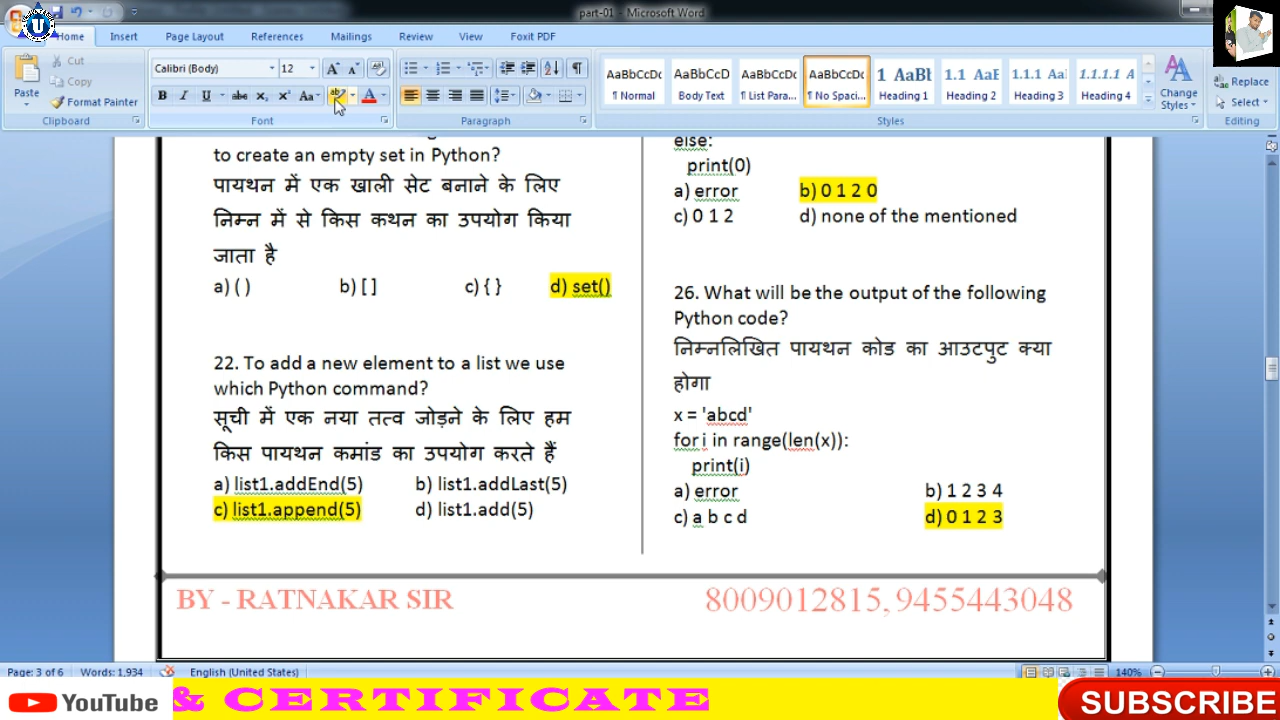 part-01 - Microsoft Word
U
Home Insert Page Layout References Mailings Review View Foxit PDF
Paste
Cut
Copy
Format Painter
Clipboard
Calibri (Body) 12
B I U abc x₂ x² Aa
Font
Paragraph
AaBbCcDc AaBbCcD AaBbCcDc AaBbCcDc 1 AaBb 1.1 AaB 1.1.1 Aa 1.1.1.1 A
¶ Normal Body Text ¶ List Para... ¶ No Spaci... Heading 1 Heading 2 Heading 3 Heading 4
Styles
Change Styles
Replace
Select
Editing
to create an empty set in Python?
पायथन में एक खाली सेट बनाने के लिए
निम्न में से किस कथन का उपयोग किया
जाता है
a) ( ) b) [ ] c) { } d) set()
22. To add a new element to a list we use
which Python command?
सूची में एक नया तत्व जोड़ने के लिए हम
किस पायथन कमांड का उपयोग करते हैं
a) list1.addEnd(5) b) list1.addLast(5)
c) list1.append(5) d) list1.add(5)
else:
print(0)
a) error b) 0 1 2 0
c) 0 1 2 d) none of the mentioned
26. What will be the output of the following
Python code?
निम्नलिखित पायथन कोड का आउटपुट क्या
होगा
x = 'abcd'
for i in range(len(x)):
print(i)
a) error b) 1 2 3 4
c) a b c d d) 0 1 2 3
BY - RATNAKAR SIR 8009012815, 9455443048
Page: 3 of 6 Words: 1,934 English (United States) 140%
YouTube & CERTIFICATE SUBSCRIBE